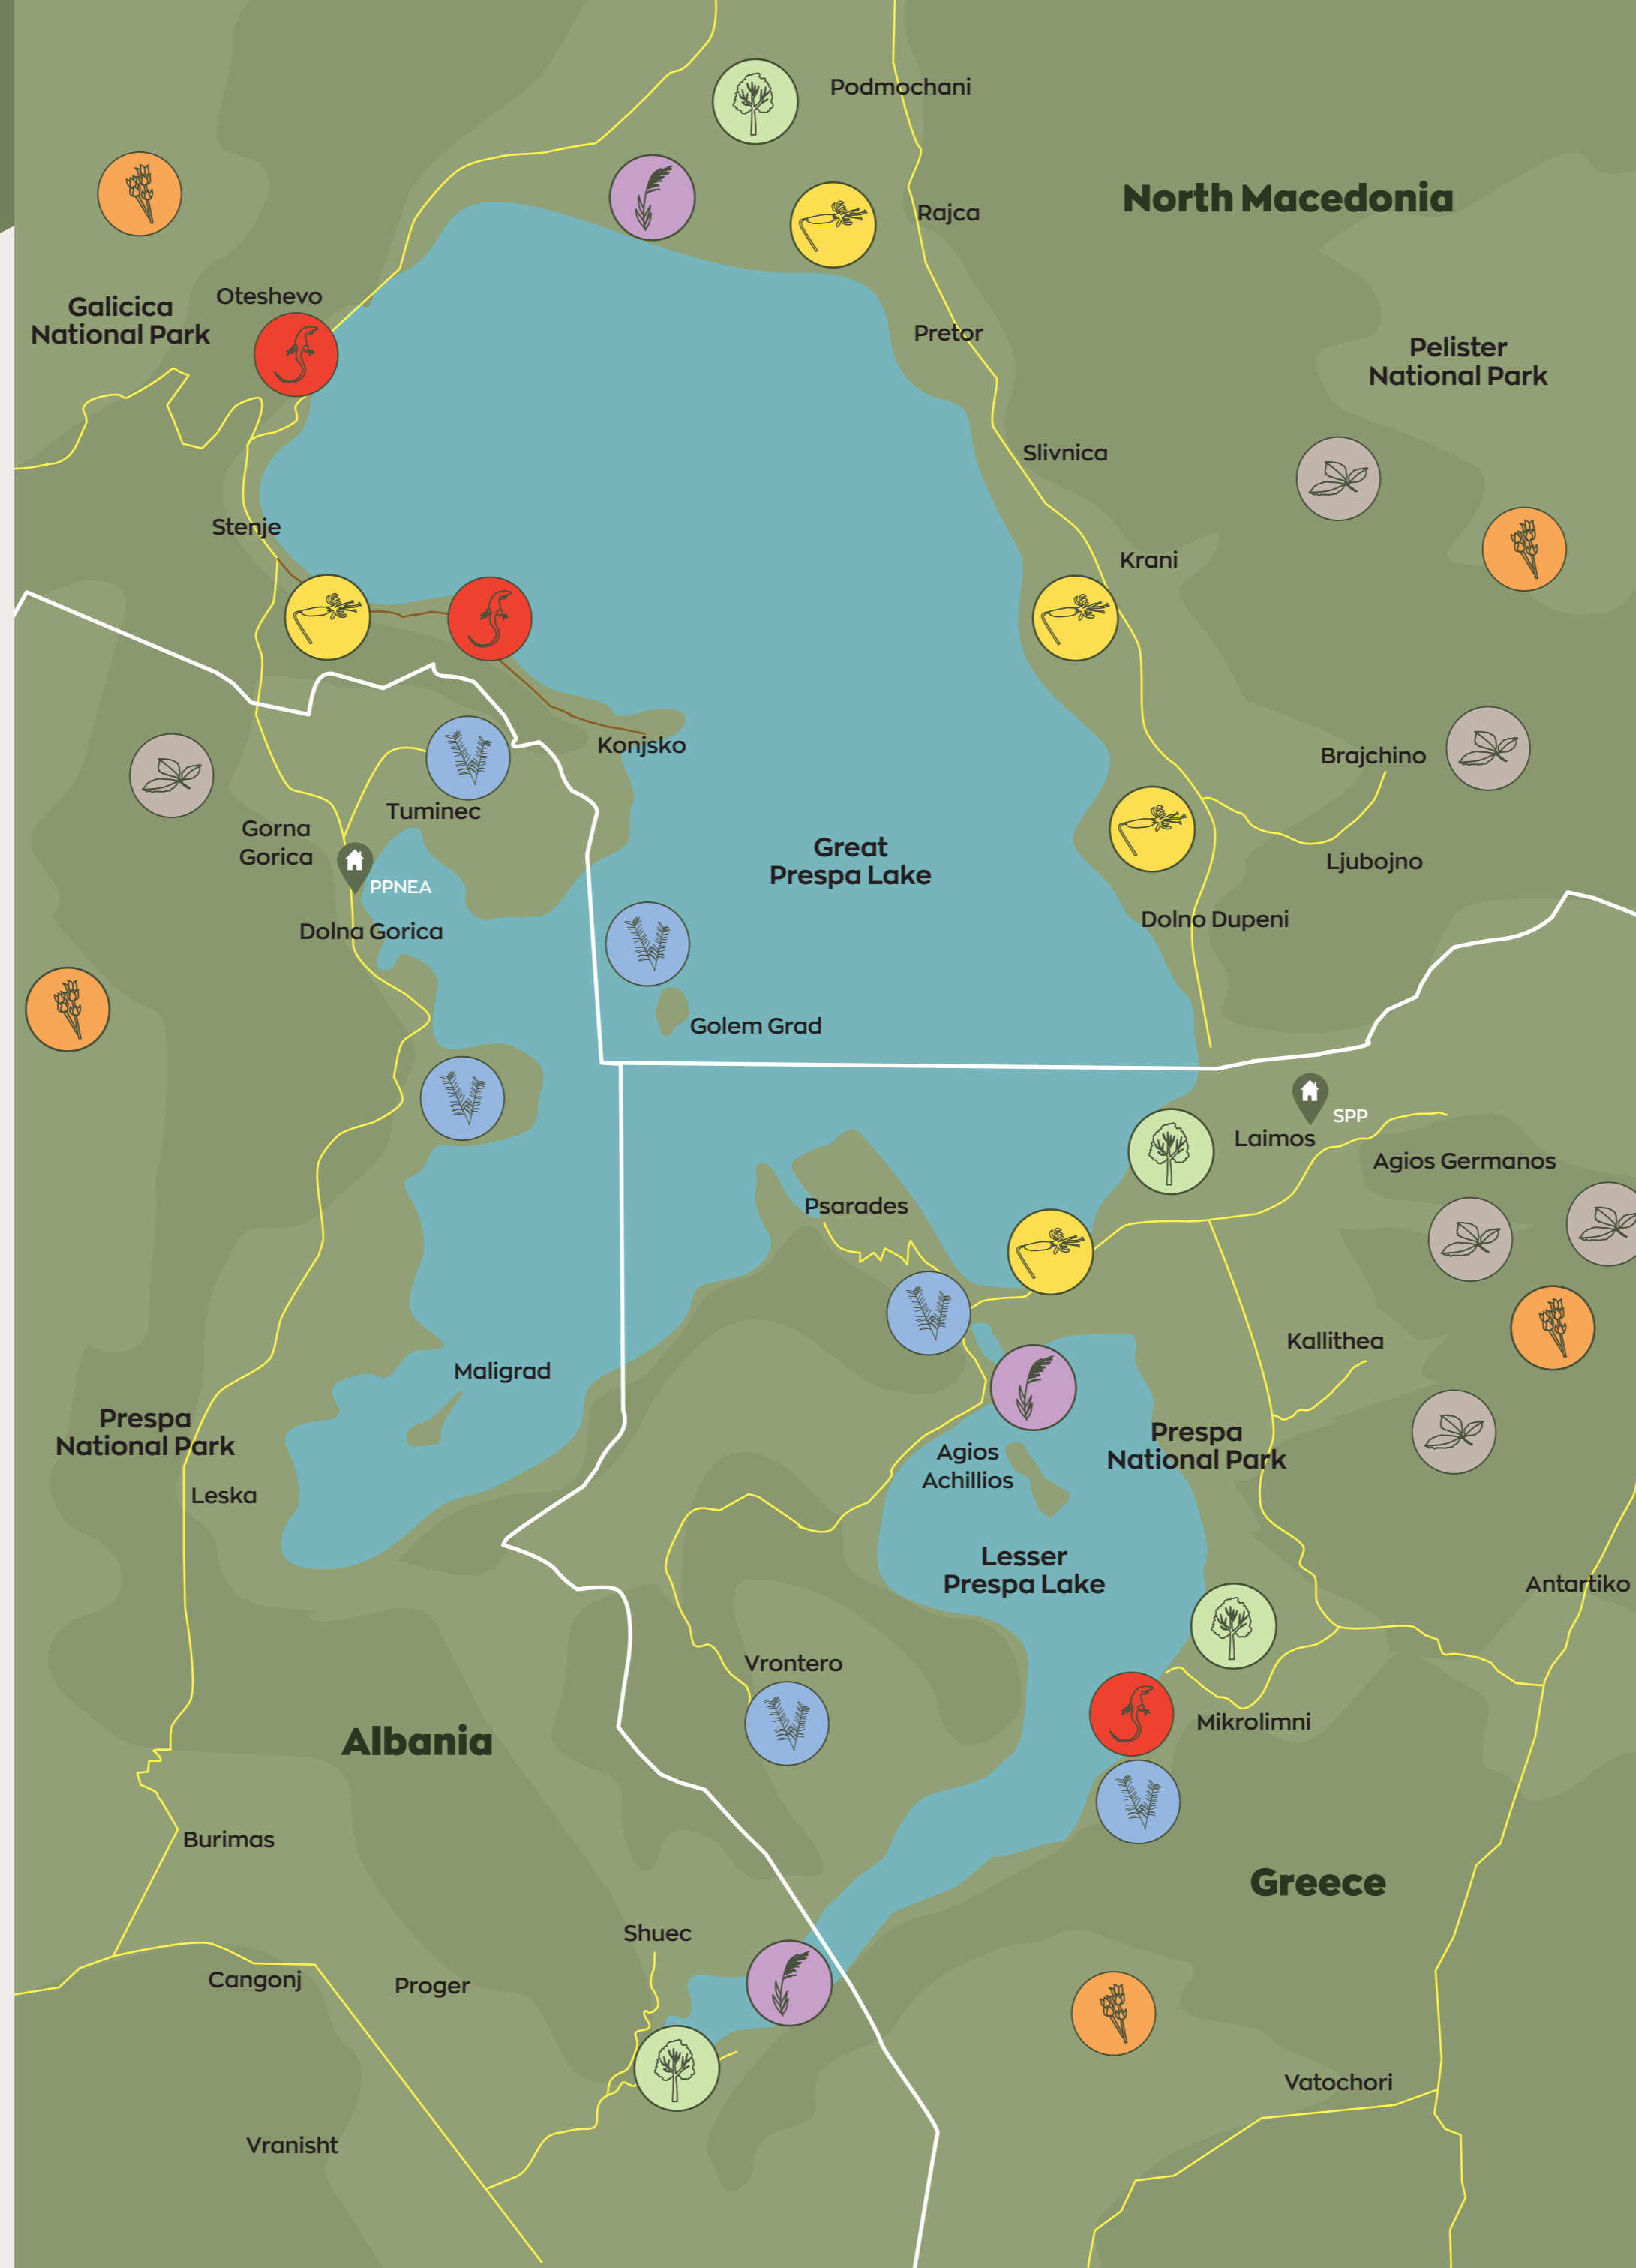 Podmochani
North Macedonia
Rajca
Oteshevo
Galicica
National Park
Pretor
Pelister
National Park
Slivnica
Stenje
Krani
Konjsko
Brajchino
Tuminec
Gorna
Gorica
Great
Prespa Lake
Ljubojno
PPNEA
Dolna Gorica
Dolno Dupeni
Golem Grad
SPP
Laimos
Agios Germanos
Psarades
Kallithea
Maligrad
Prespa
National Park
Prespa
National Park
Agios
Achillios
Leska
Lesser
Prespa Lake
Antartiko
Vrontero
Mikrolimni
Albania
Burimas
Greece
Shuec
Cangonj
Proger
Vatochori
Vranisht